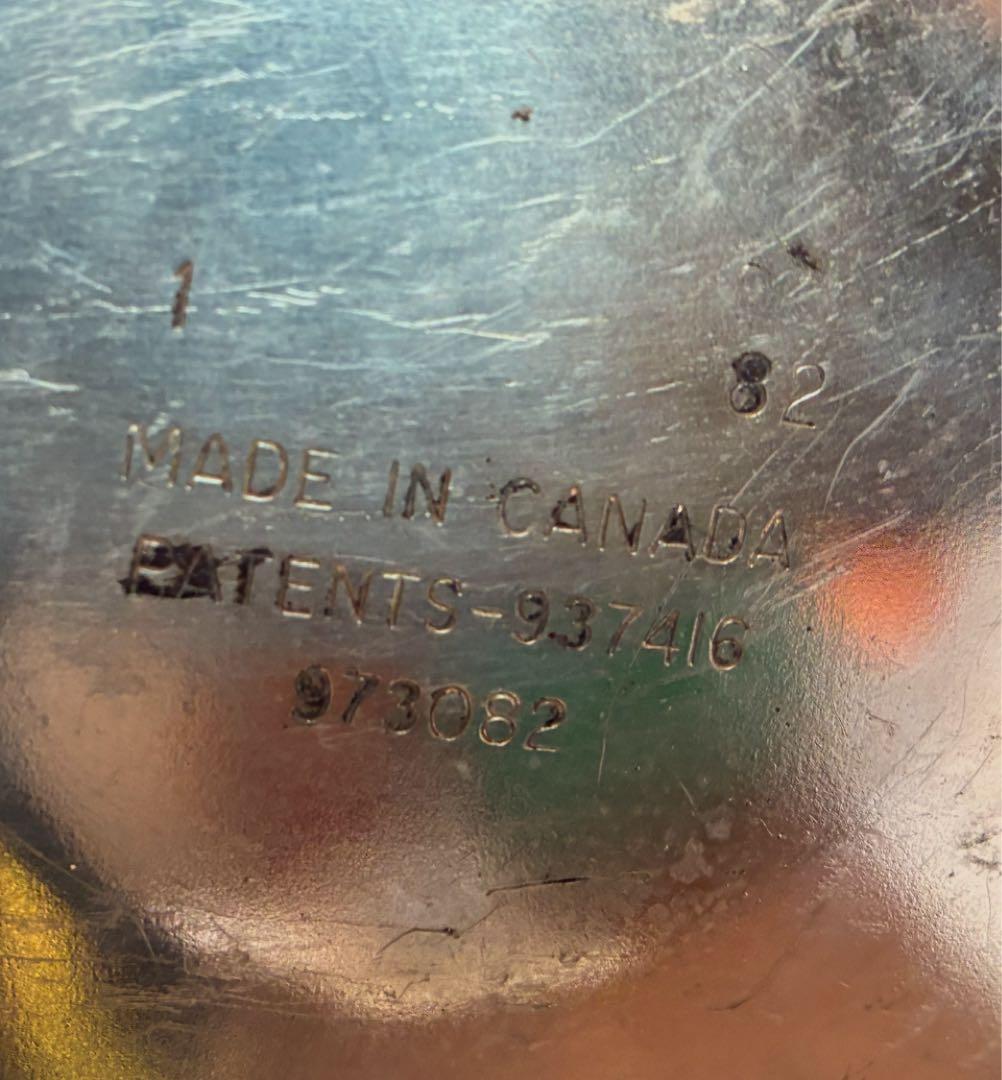 1
82
MADE IN CANADA
PATENTS-937416
973082